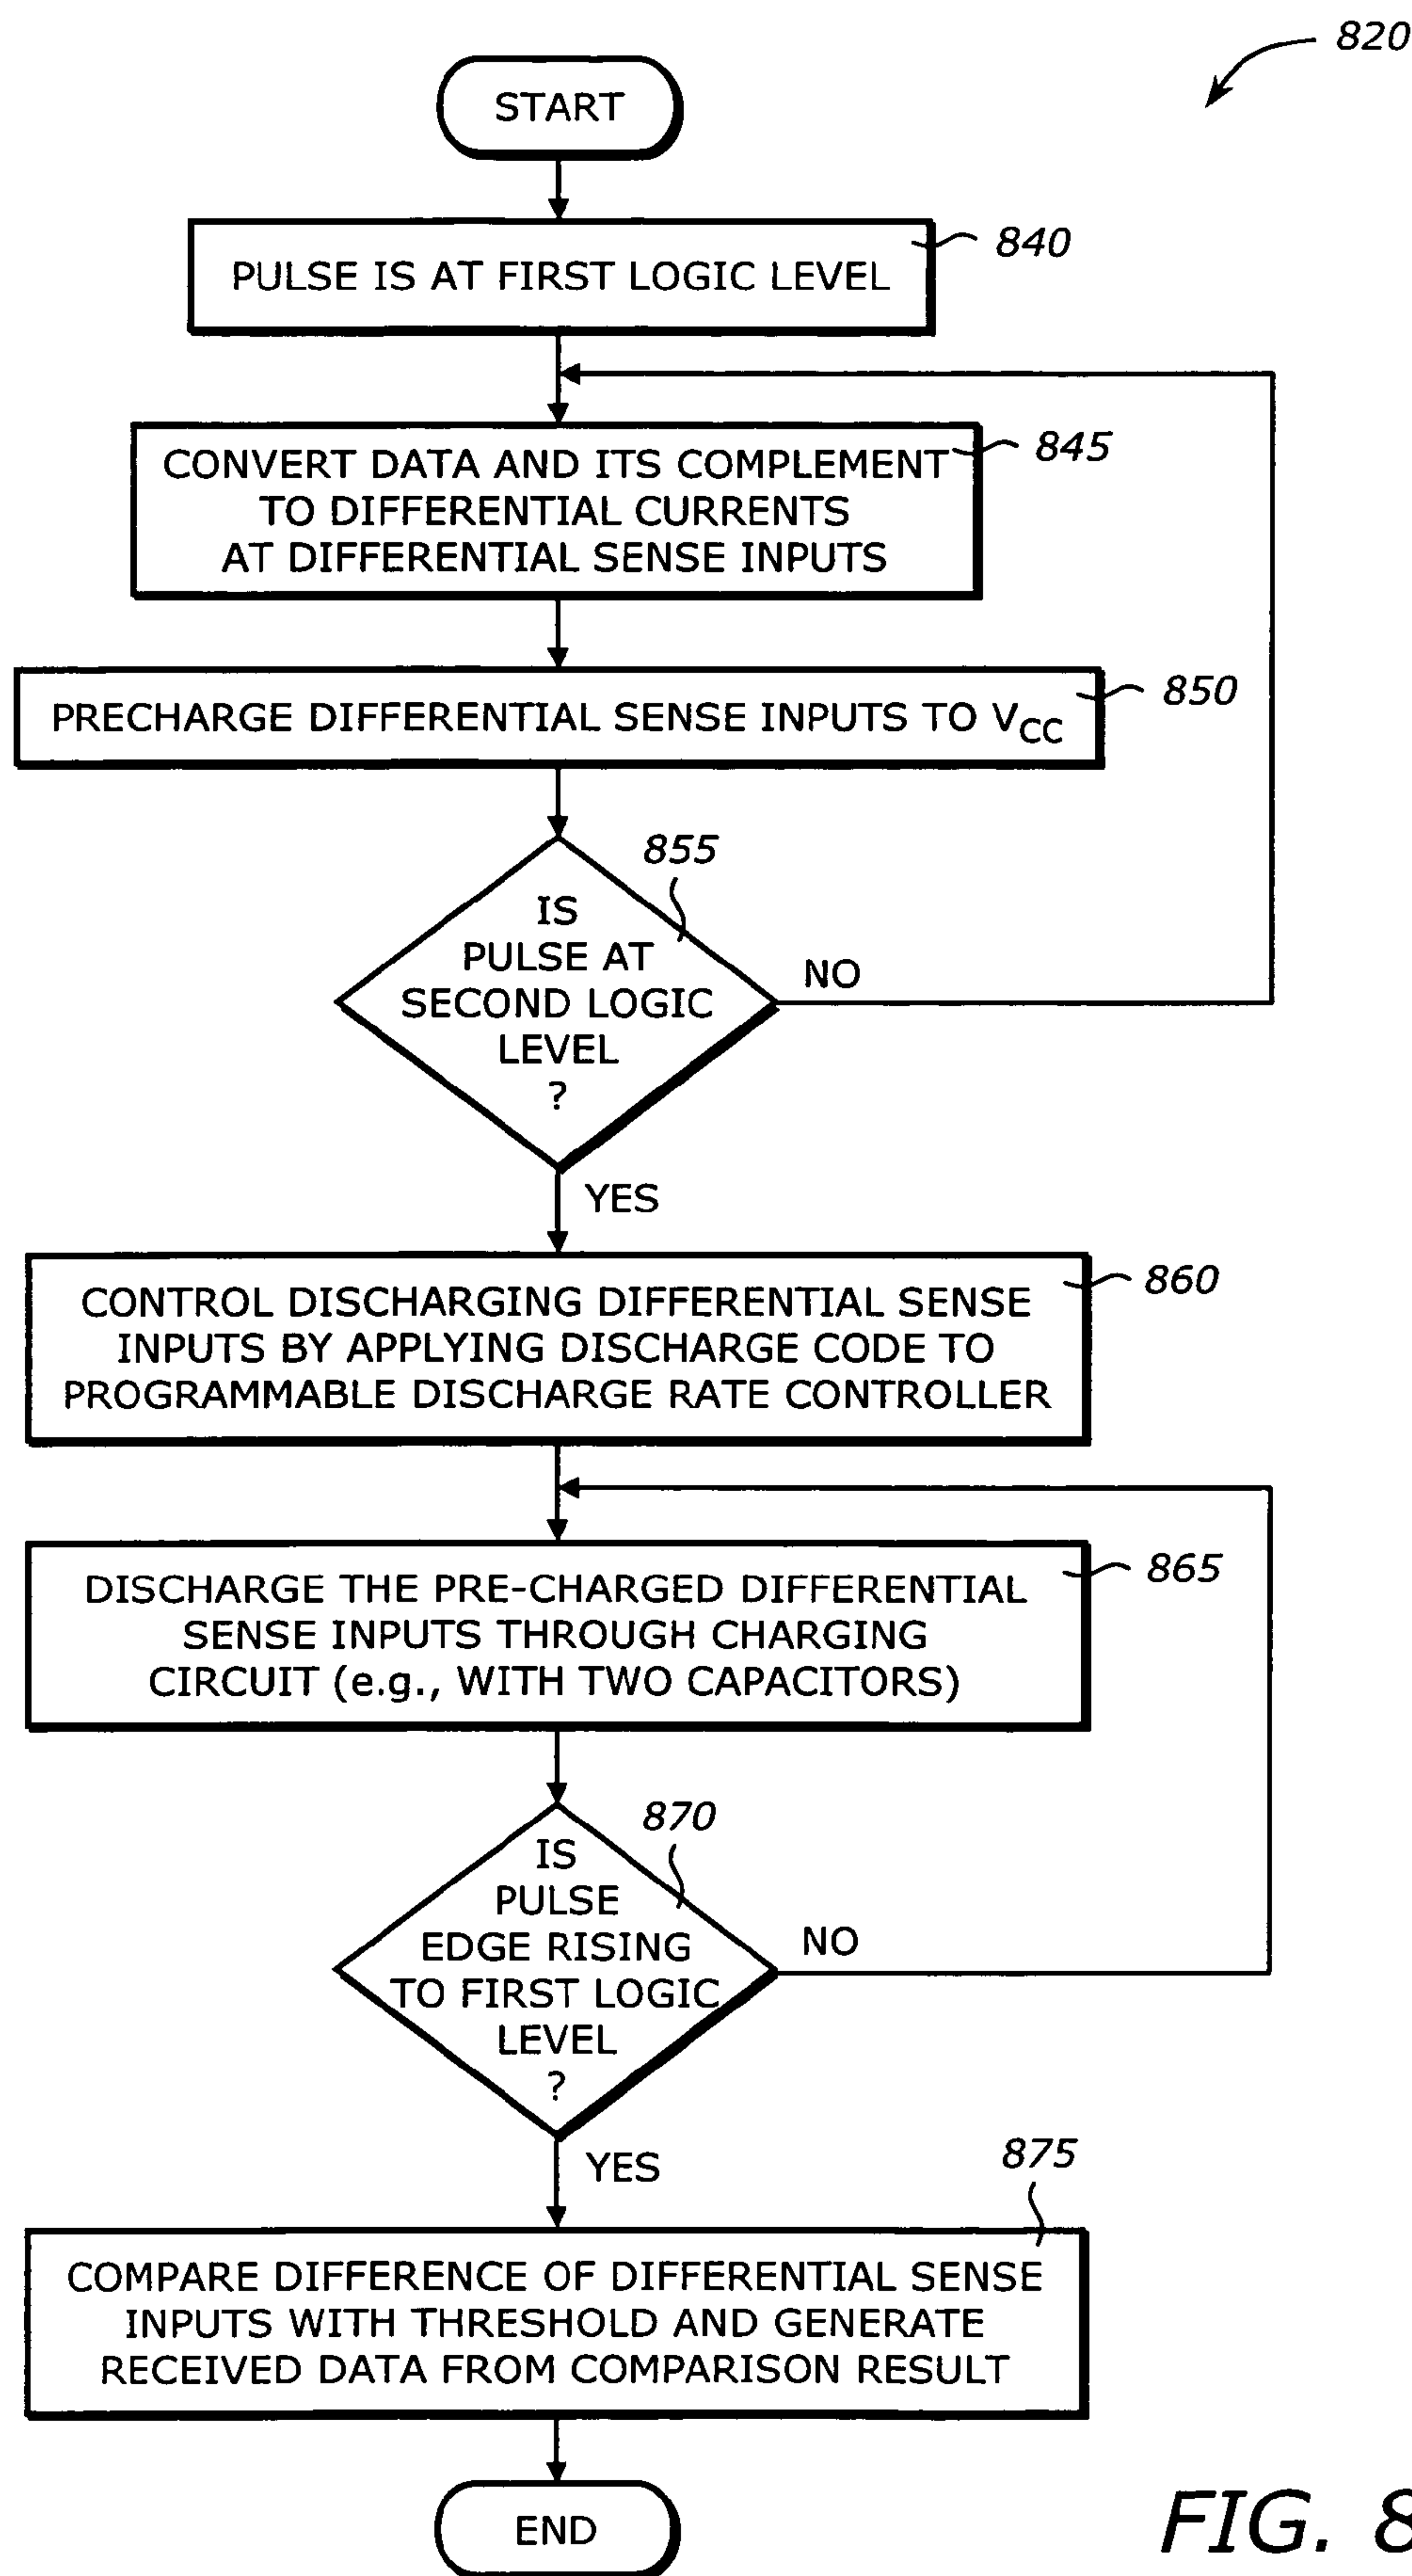 820
START
840
PULSE IS AT FIRST LOGIC LEVEL
845
CONVERT DATA AND ITS COMPLEMENT
TO DIFFERENTIAL CURRENTS
AT DIFFERENTIAL SENSE INPUTS
850
PRECHARGE DIFFERENTIAL SENSE INPUTS TO VCC
855
IS
PULSE AT
SECOND LOGIC
LEVEL
?
NO
YES
860
CONTROL DISCHARGING DIFFERENTIAL SENSE
INPUTS BY APPLYING DISCHARGE CODE TO
PROGRAMMABLE DISCHARGE RATE CONTROLLER
865
DISCHARGE THE PRE-CHARGED DIFFERENTIAL
SENSE INPUTS THROUGH CHARGING
CIRCUIT (e.g., WITH TWO CAPACITORS)
870
IS
PULSE
EDGE RISING
TO FIRST LOGIC
LEVEL
?
NO
YES
875
COMPARE DIFFERENCE OF DIFFERENTIAL SENSE
INPUTS WITH THRESHOLD AND GENERATE
RECEIVED DATA FROM COMPARISON RESULT
END
FIG. 8